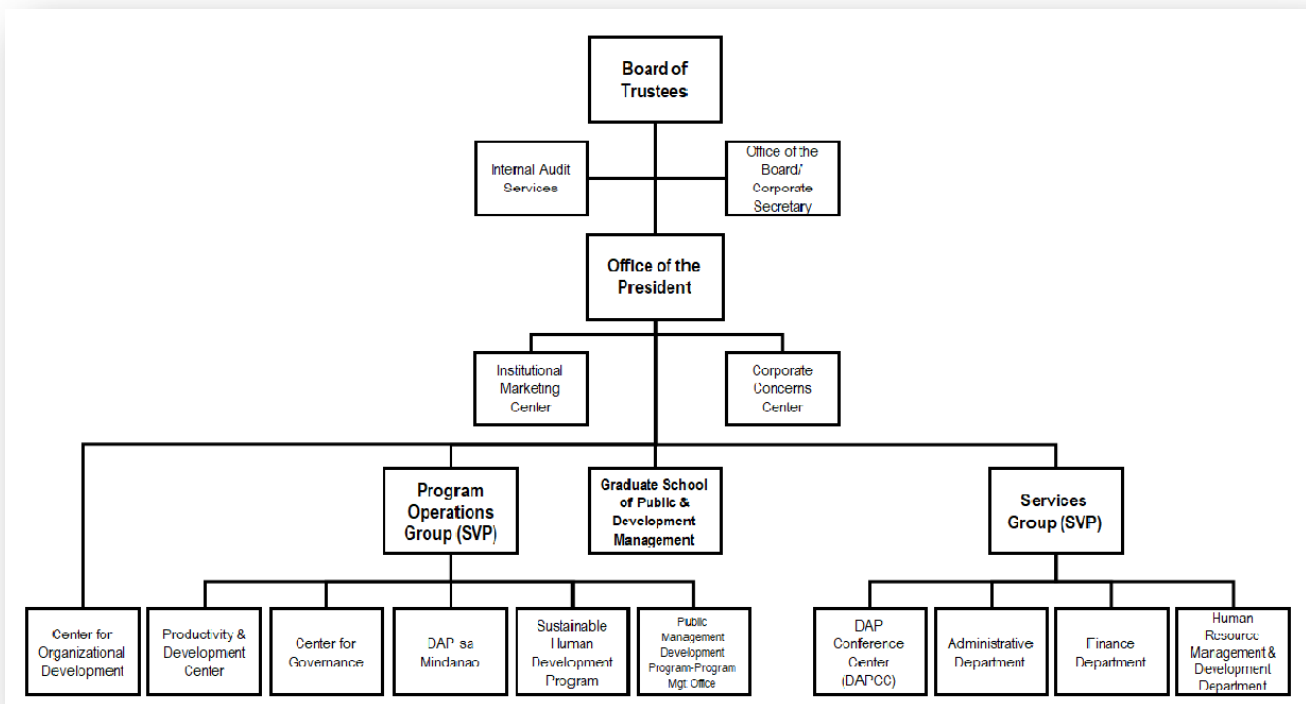 Board of
Trustees
Internal Audit
Services
Office of the
Board/
Corporate
Secretary
Office of the
President
Institutional
Marketing
Center
Corporate
Concerns
Center
Program
Operations
Group (SVP)
Graduate School
of Public &
Development
Management
Services
Group (SVP)
Center for
Organizational
Development
Productivity &
Development
Center
Center for
Governance
DAP sa
Mindanao
Sustainable
Human
Development
Program
Public
Management
Development
Program-Program
Mgt Office
DAP
Conference
Center
(DAPCC)
Administrative
Department
Finance
Department
Human
Resource
Management &
Development
Department